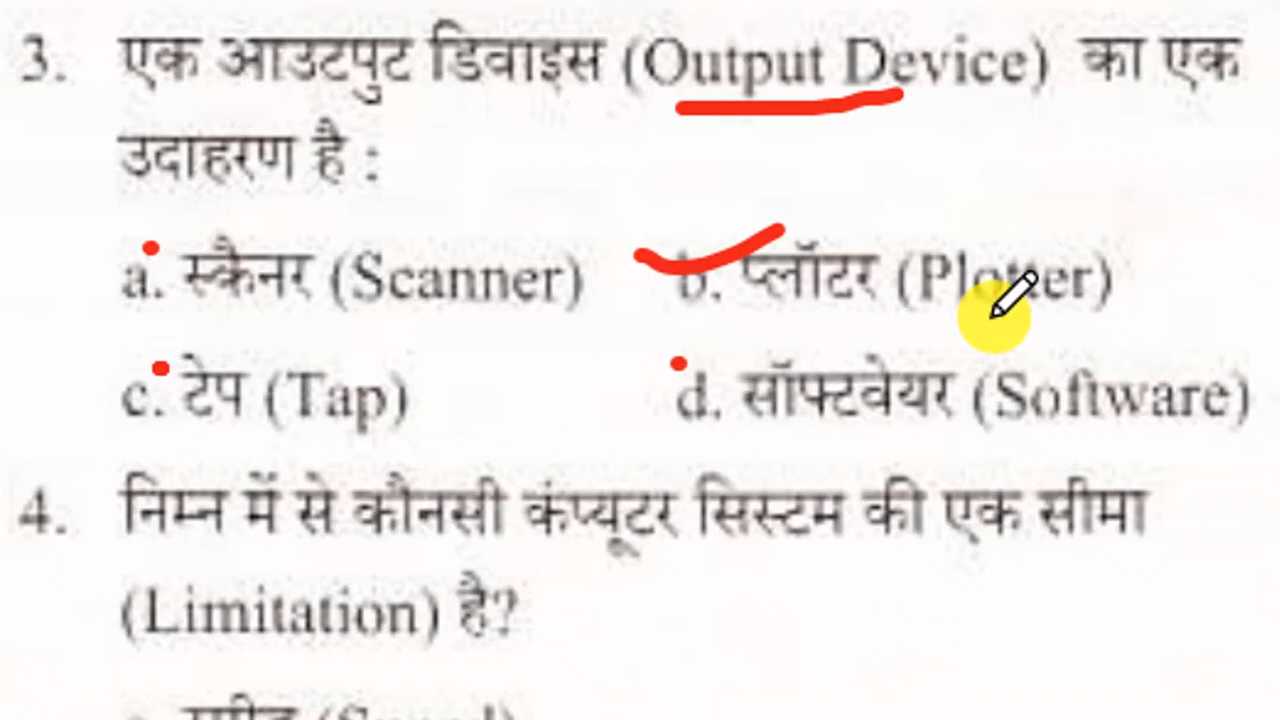 3. एक आउटपुट डिवाइस (Output Device) का एक
उदाहरण है :
a. स्कैनर (Scanner) b. प्लॉटर (Plotter)
c. टेप (Tap) d. सॉफ्टवेयर (Software)
4. निम्न में से कौनसी कंप्यूटर सिस्टम की एक सीमा
(Limitation) है?